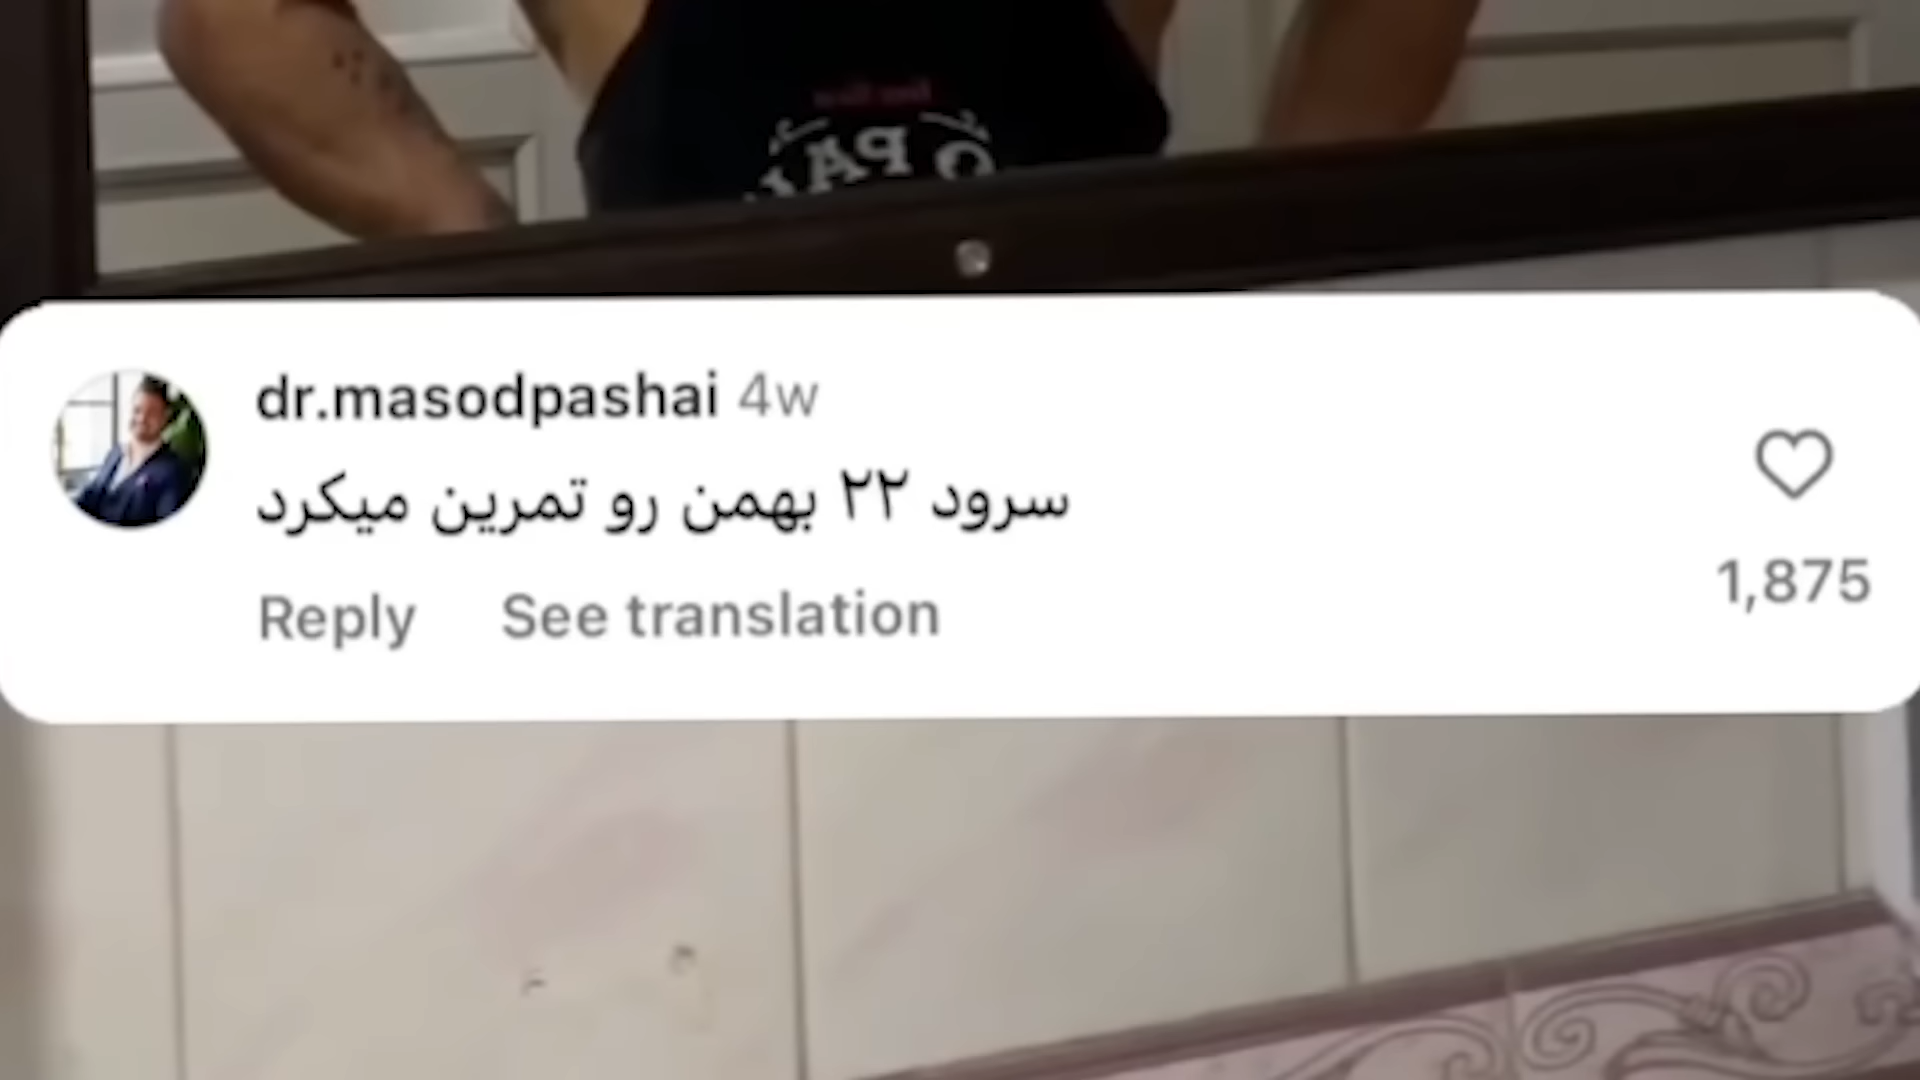 dr.masodpashai 4w
سرود ۲۲ بهمن رو تمرین میکرد
Reply See translation
1,875